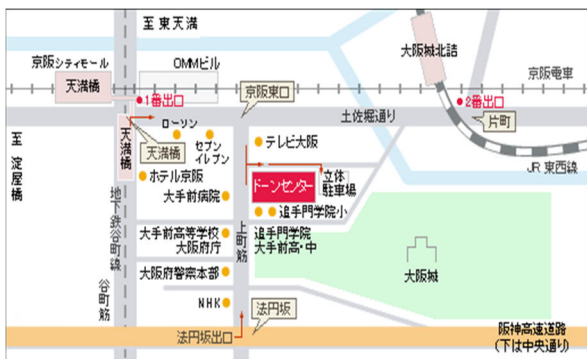 至 東天満
京阪シティモール
OMMビル
大阪城北詰
京阪電車
天満橋
1番出口
京阪東口
2番出口
土佐堀通り
片町
ローソン
天満橋
天満橋
セブン
イレブン
テレビ大阪
至 淀屋橋
JR 東西線
ホテル京阪
ドーンセンター
立体
駐車場
大手前病院
追手門学院小
地下鉄谷町線
上町筋
大手前高等学校
大阪府庁
追手門学院
大手前高・中
大阪城
大阪府警察本部
谷町筋
NHK
法円坂
法円坂出口
阪神高速道路
(下は中央通り)